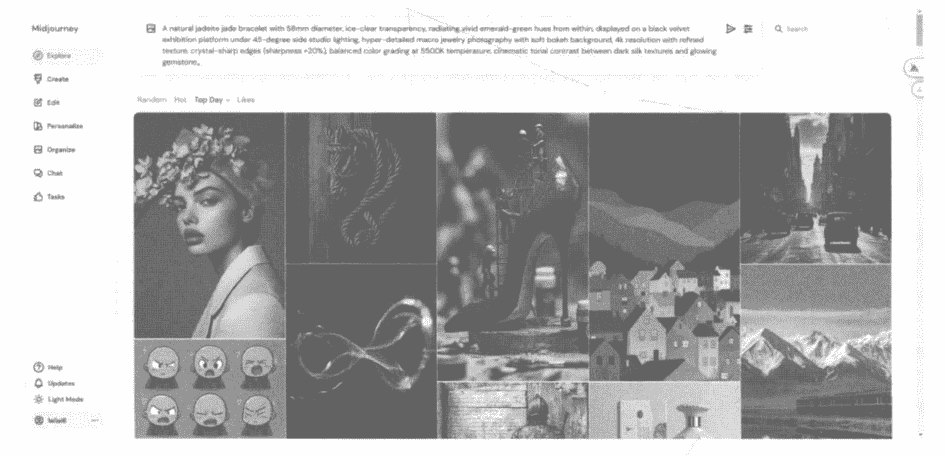 Midjourney
A natural jadeite jade bracelet with 58mm diameter, ice-clear transparency, radiating vivid emerald-green hues from within, displayed on a black velvet
exhibition platform under 45-degree side studio lighting, hyper-detailed macro jewelry photography with soft bokeh background, 4k resolution with refined
texture, crystal-sharp edges (sharpness +20%), balanced color grading at 5500K temperature, cinematic tonal contrast between dark silk textures and glowing
gemstone.
Search
Explore
Create
Edit
Personalize
Organize
Chat
Tasks
Random Hot Top Day Likes
Help
Updates
Light Mode